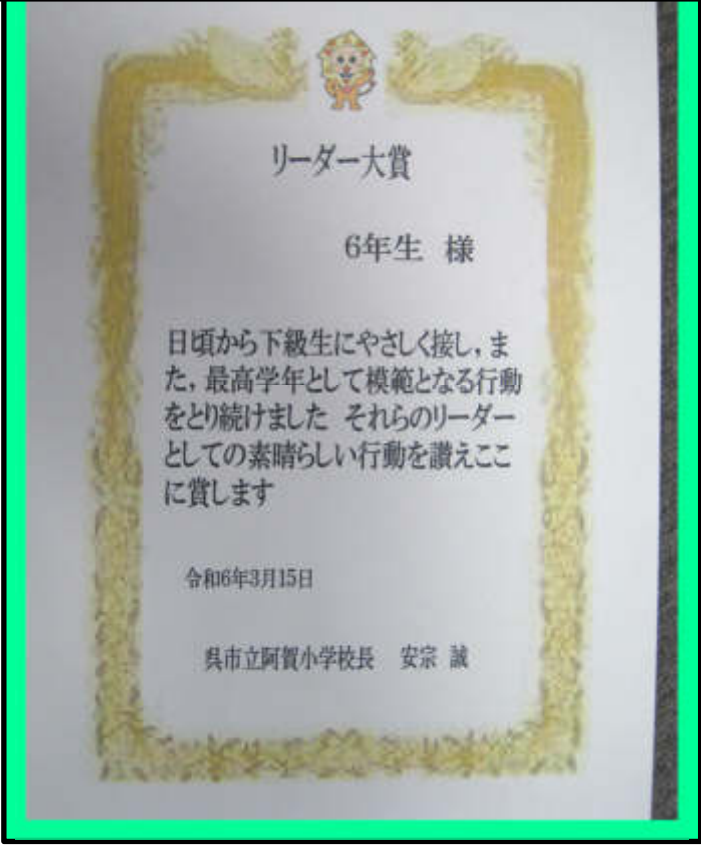 リーダー大賞
6年生 様
日頃から下級生にやさしく接し，ま
た，最高学年として模範となる行動
をとり続けました それらのリーダー
としての素晴らしい行動を讃えここ
に賞します
令和6年3月15日
呉市立阿賀小学校長 安宗 誠